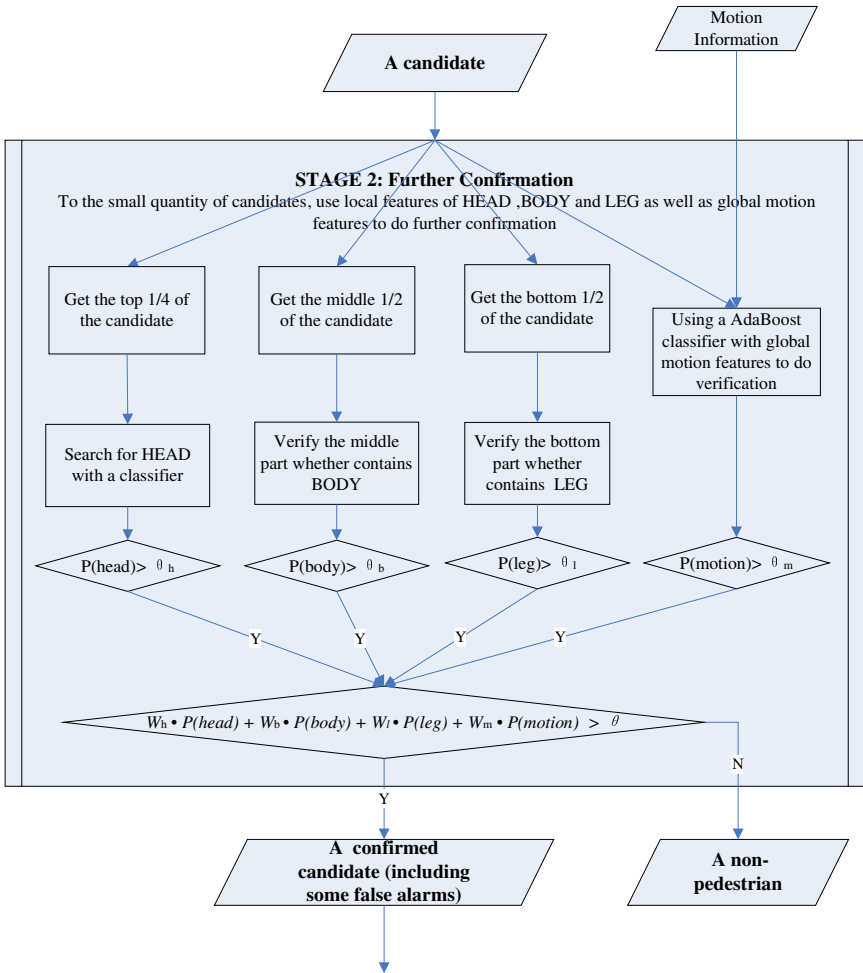 Motion
Information
A candidate
STAGE 2: Further Confirmation
To the small quantity of candidates, use local features of HEAD ,BODY and LEG as well as global motion
features to do further confirmation
Get the top 1/4 of
the candidate
Get the middle 1/2
of the candidate
Get the bottom 1/2
of the candidate
Using a AdaBoost
classifier with global
motion features to do
verification
Search for HEAD
with a classifier
Verify the middle
part whether contains
BODY
Verify the bottom
part whether
contains LEG
P(head)> θ h
P(body)> θ b
P(leg)> θ l
P(motion)> θ m
Y
Y
Y
Y
Wh • P(head) + Wb • P(body) + Wl • P(leg) + Wm • P(motion) > θ
N
Y
A confirmed
candidate (including
some false alarms)
A non-
pedestrian